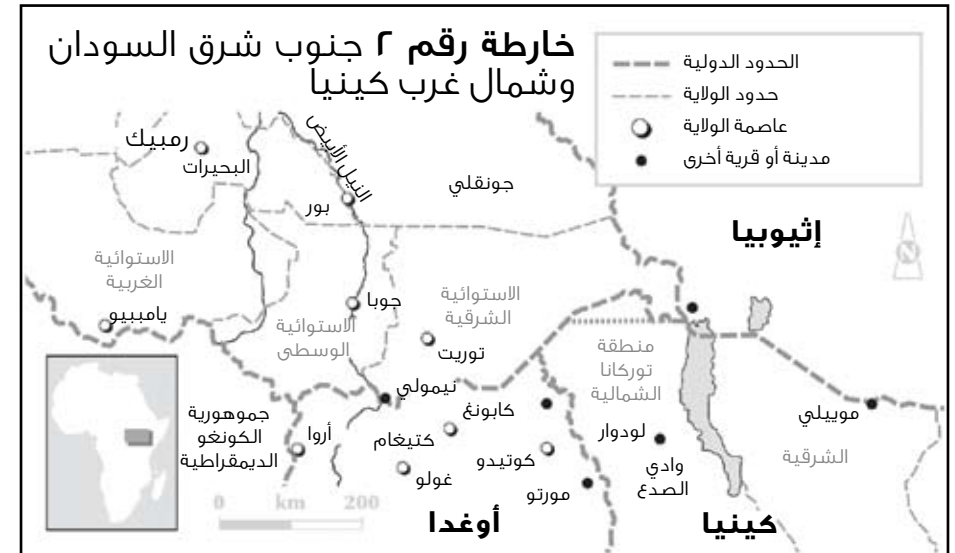 خارطة رقم ٢ جنوب شرق السودان
وشمال غرب كينيا
الحدود الدولية
حدود الولاية
عاصمة الولاية
مدينة أو قرية أخرى
رمبيك
البحيرات
النيل الأبيض
بور
جونقلي
إثيوبيا
N
الاستوائية
الغربية
يامبيو
جوبا
الاستوائية
الوسطى
الاستوائية
الشرقية
توريت
منطقة
توركانا
الشمالية
نيمولي
كابونغ
موييلي
جموهورية
الكونغو
الديمقراطية
أروا
كتيغام
غولو
كوتيدو
لودوار
وادي
الصدع
الشرقية
مورتو
0 km 200
أوغدا
كينيا